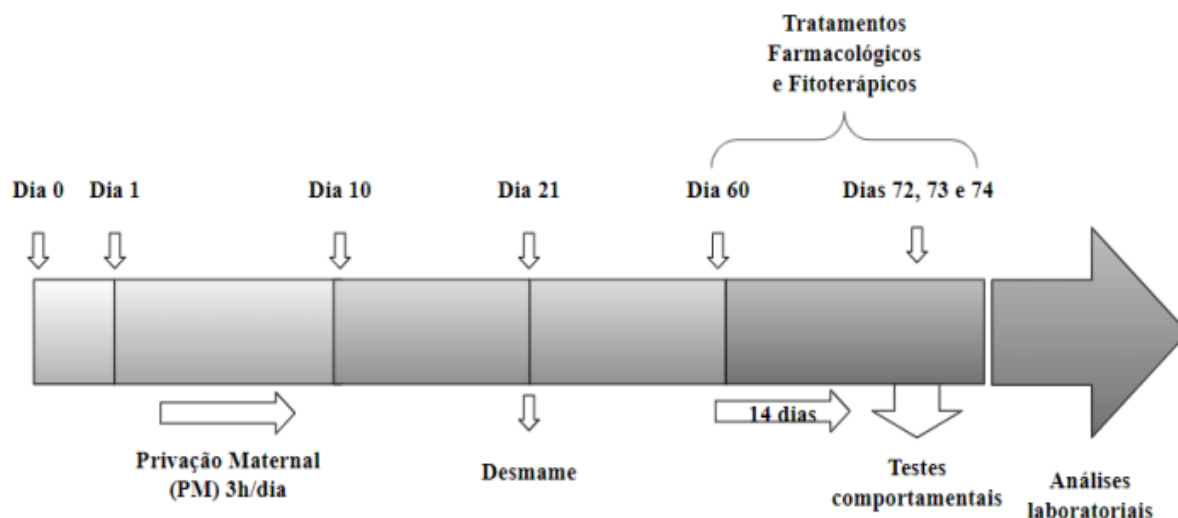 Tratamentos
Farmacológicos
e Fitoterápicos
Dia 0
Dia 1
Dia 10
Dia 21
Dia 60
Dias 72, 73 e 74
14 dias
Privação Maternal
(PM) 3h/dia
Desmame
Testes
comportamentais
Análises
laboratoriais